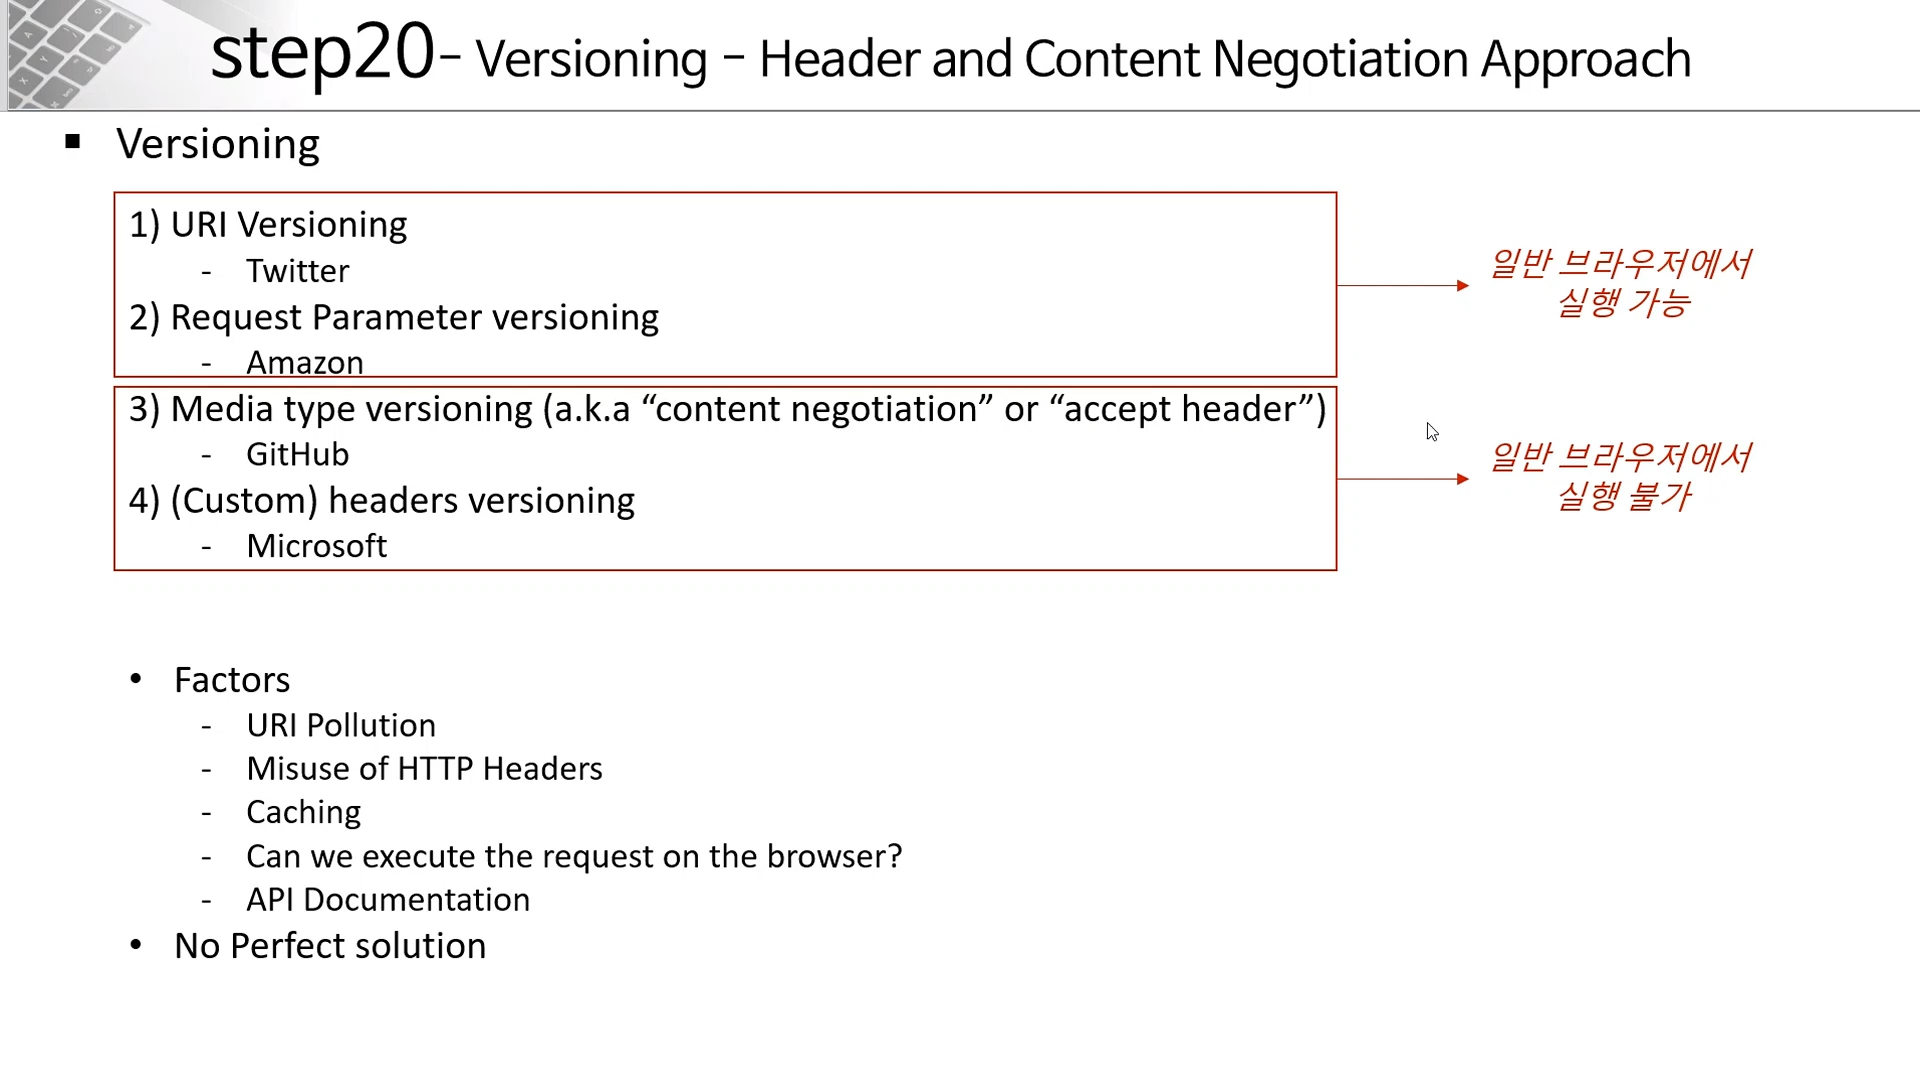 step20– Versioning – Header and Content Negotiation Approach
▪ Versioning
1) URI Versioning
- Twitter
2) Request Parameter versioning
- Amazon
일반 브라우저에서
실행 가능
3) Media type versioning (a.k.a “content negotiation” or “accept header”)
- GitHub
4) (Custom) headers versioning
- Microsoft
일반 브라우저에서
실행 불가
• Factors
- URI Pollution
- Misuse of HTTP Headers
- Caching
- Can we execute the request on the browser?
- API Documentation
• No Perfect solution